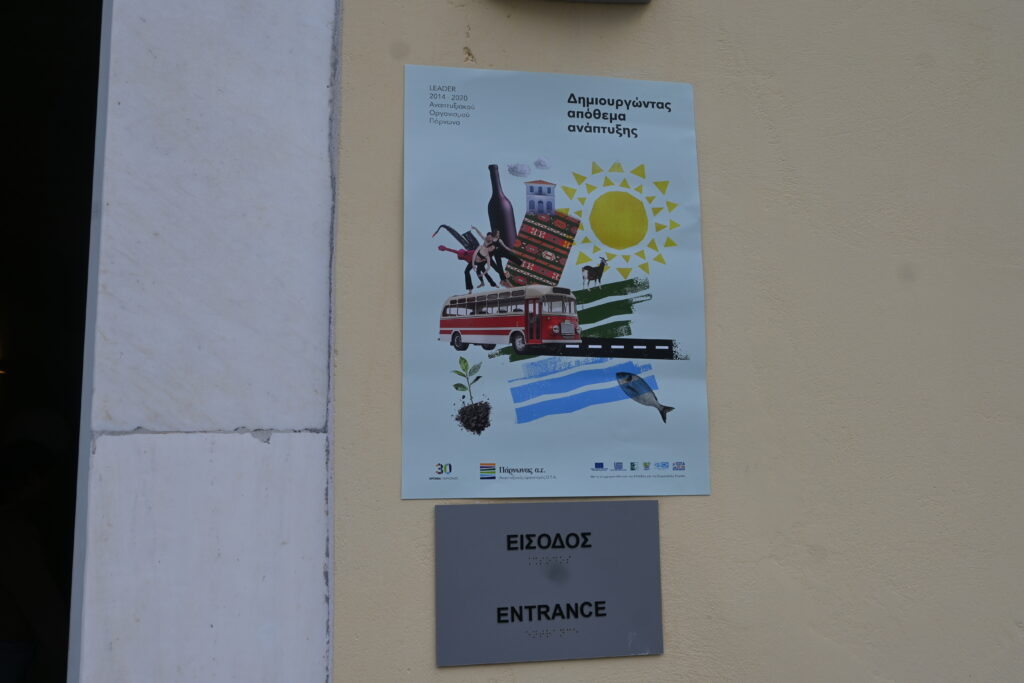 LEADER
2014 - 2020
Αναπτυξιακού
Οργανισμού
Πάρνωνα
Δημιουργώντας
απόθεμα
ανάπτυξης
30
Πάρνωνας α.ε.
ΕΙΣΟΔΟΣ
ENTRANCE